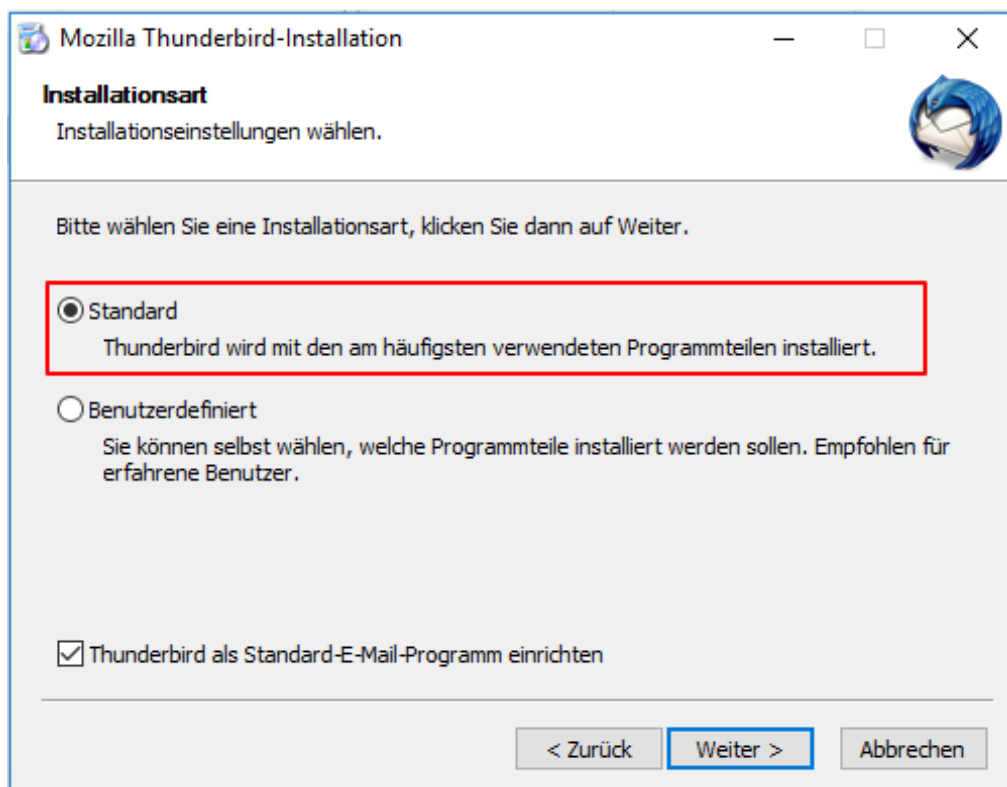 Mozilla Thunderbird-Installation
Installationsart
Installationseinstellungen wählen.
Bitte wählen Sie eine Installationsart, klicken Sie dann auf Weiter.
Standard
Thunderbird wird mit den am häufigsten verwendeten Programmteilen installiert.
Benutzerdefiniert
Sie können selbst wählen, welche Programmteile installiert werden sollen. Empfohlen für
erfahrene Benutzer.
Thunderbird als Standard-E-Mail-Programm einrichten
< Zurück
Weiter >
Abbrechen